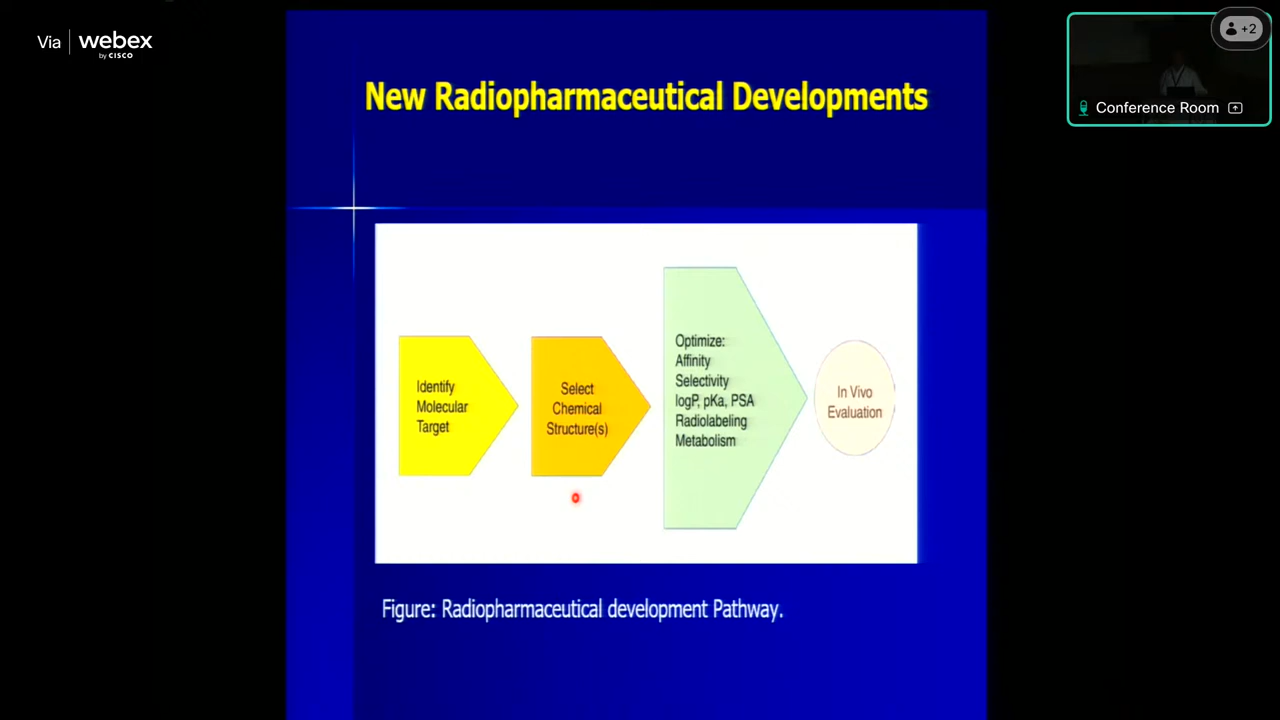 Via webex
by CISCO
+2
Conference Room
New Radiopharmaceutical Developments
Identify
Molecular
Target
Select
Chemical
Structure(s)
Optimize:
Affinity
Selectivity
logP, pKa, PSA
Radiolabeling
Metabolism
In Vivo
Evaluation
Figure: Radiopharmaceutical development Pathway.